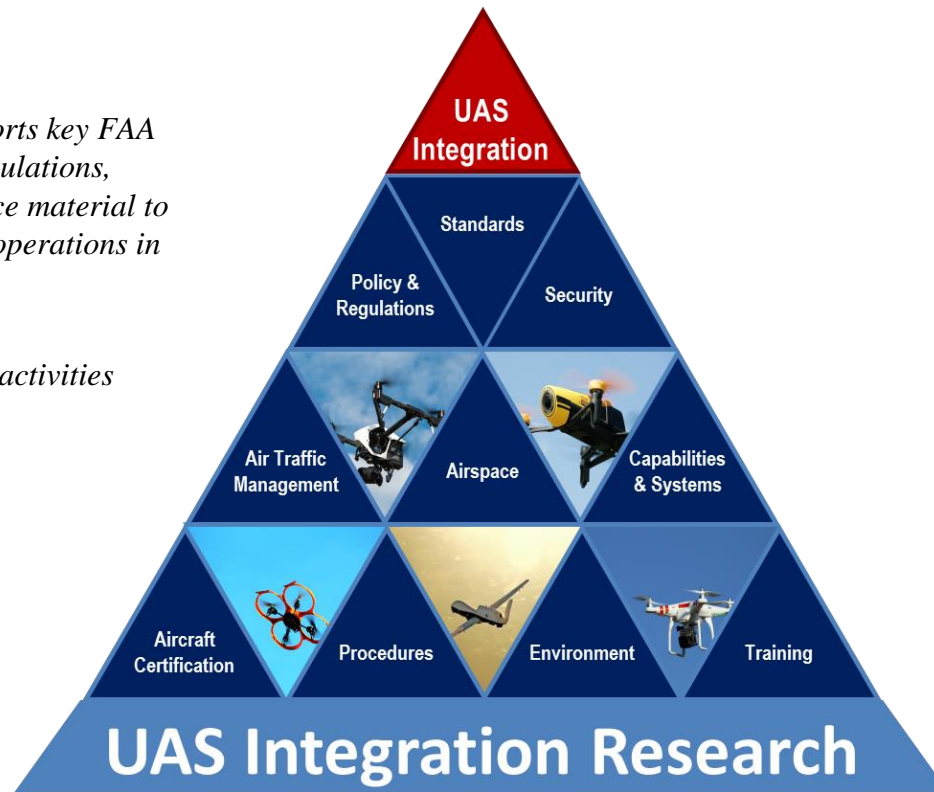 orts key FAA
ulations,
ce material to
operations in
activities
UAS
Integration
Standards
Policy &
Regulations
Security
Air Traffic
Management
Airspace
Capabilities
& Systems
Aircraft
Certification
Procedures
Environment
Training
UAS Integration Research